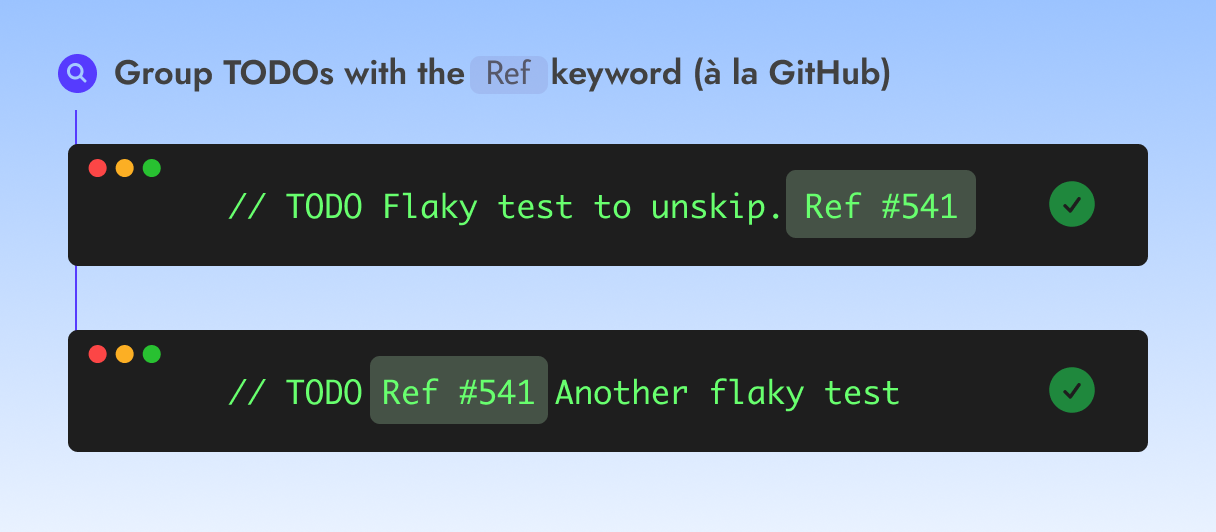 Group TODOs with the Ref keyword (à la GitHub)
// TODO Flaky test to unskip. Ref #541
// TODO Ref #541 Another flaky test